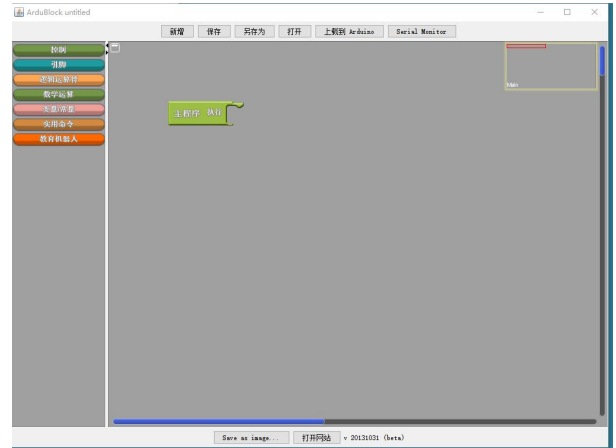 ArduBlock untitled
新增 保存 另存为 打开 上载到 Arduino Serial Monitor
控制
引脚
逻辑运算符
数学运算
变量/常量
实用命令
教育机器人
Main
主程序 执行
Save as image... 打开网站 v 20131031 (beta)